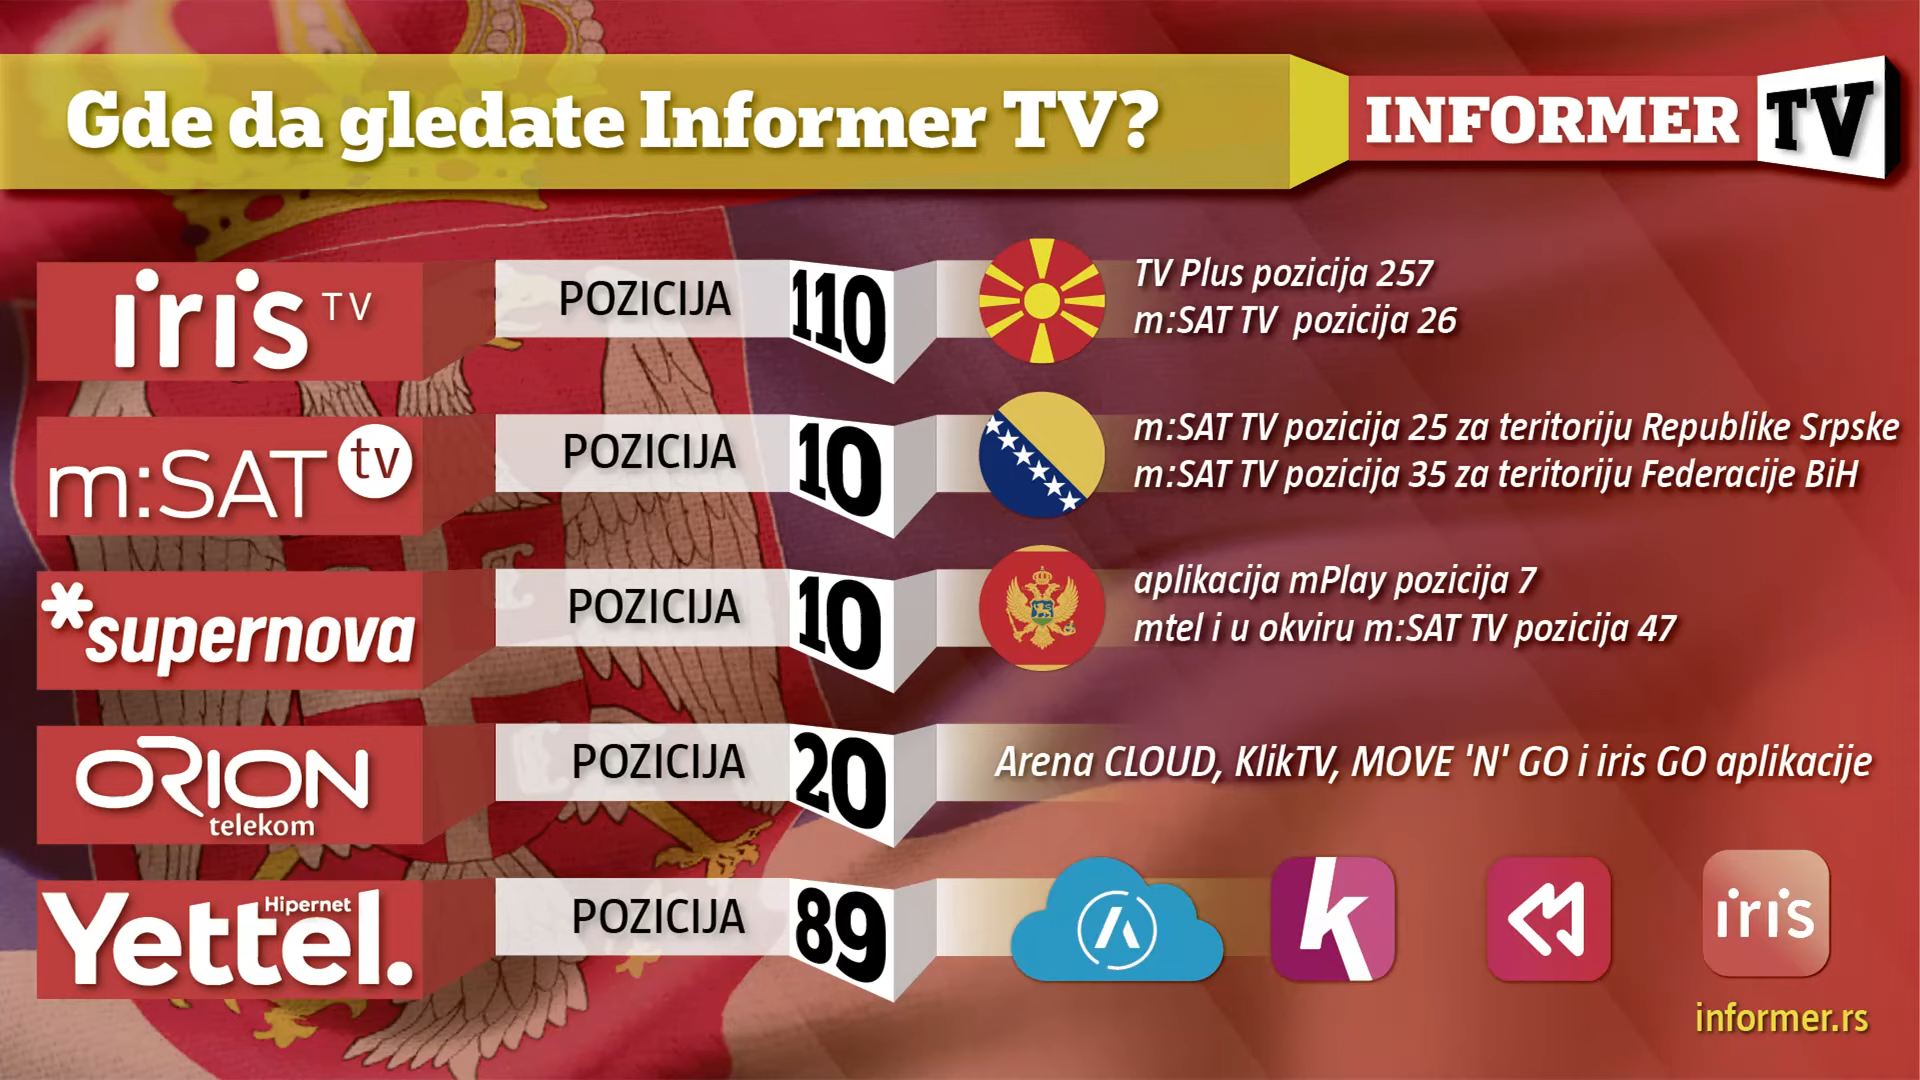 Gde da gledate Informer TV?
INFORMER TV
iris TV
POZICIJA 110
m:SAT tv
POZICIJA 10
*supernova
POZICIJA 10
ORION
telekom
POZICIJA 20
Hipernet
Yettel.
POZICIJA 89
TV Plus pozicija 257
m:SAT TV pozicija 26
m:SAT TV pozicija 25 za teritoriju Republike Srpske
m:SAT TV pozicija 35 za teritoriju Federacije BiH
aplikacija mPlay pozicija 7
mtel i u okviru m:SAT TV pozicija 47
Arena CLOUD, KlikTV, MOVE 'N' GO i iris GO aplikacije
k
iris
informer.rs